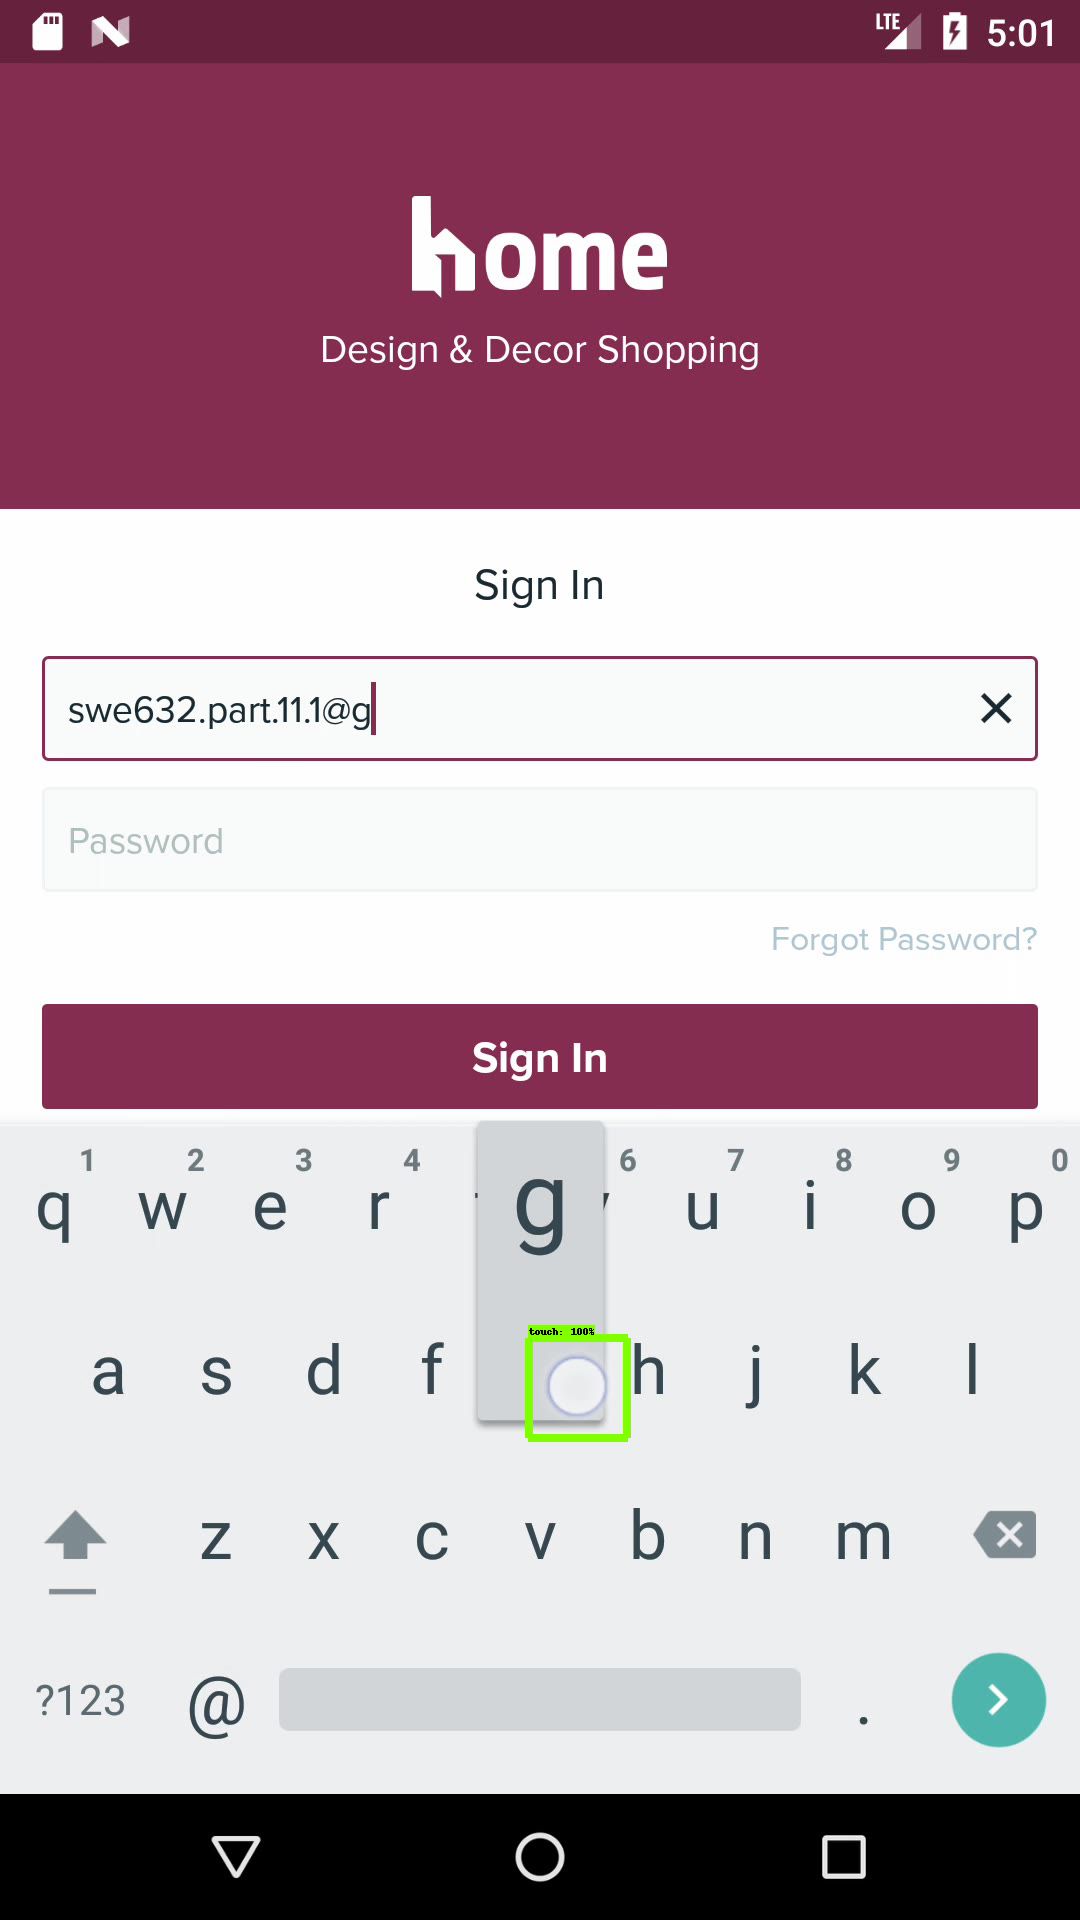 LTE 5:01
home
Design & Decor Shopping
Sign In
swe632.part.11.1@g
Password
Forgot Password?
Sign In
1 2 3 4 6 7 8 9 0
q w e r g u i o p
touch: 100%
a s d f h j k l
z x c v b n m
?123 @ .